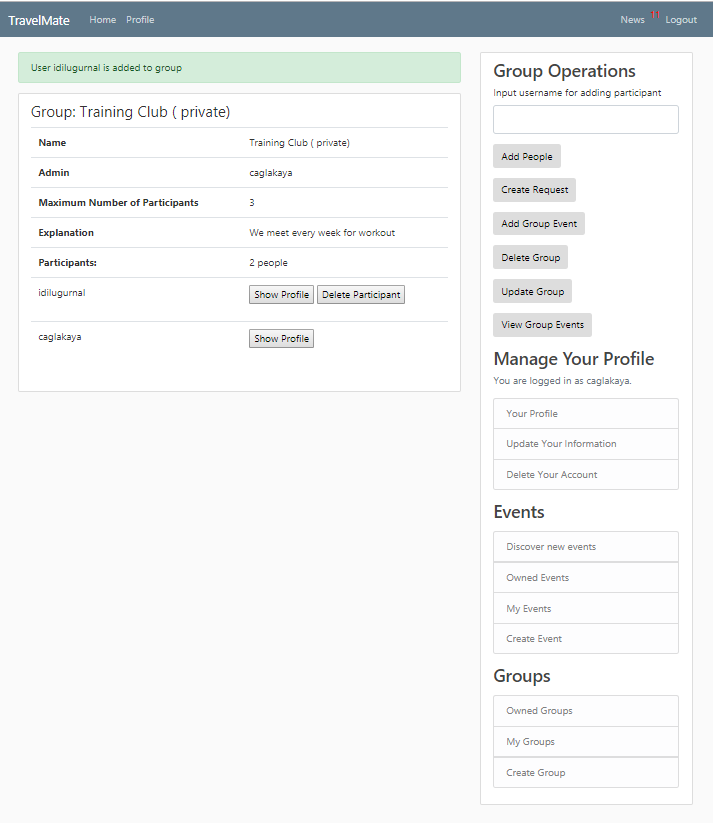 TravelMate Home Profile News 11 Logout
User idilugurnal is added to group
Group: Training Club ( private)
Name Training Club ( private)
Admin caglakaya
Maximum Number of Participants 3
Explanation We meet every week for workout
Participants: 2 people
idilugurnal Show Profile Delete Participant
caglakaya Show Profile
Group Operations
Input username for adding participant
Add People
Create Request
Add Group Event
Delete Group
Update Group
View Group Events
Manage Your Profile
You are logged in as caglakaya.
Your Profile
Update Your Information
Delete Your Account
Events
Discover new events
Owned Events
My Events
Create Event
Groups
Owned Groups
My Groups
Create Group